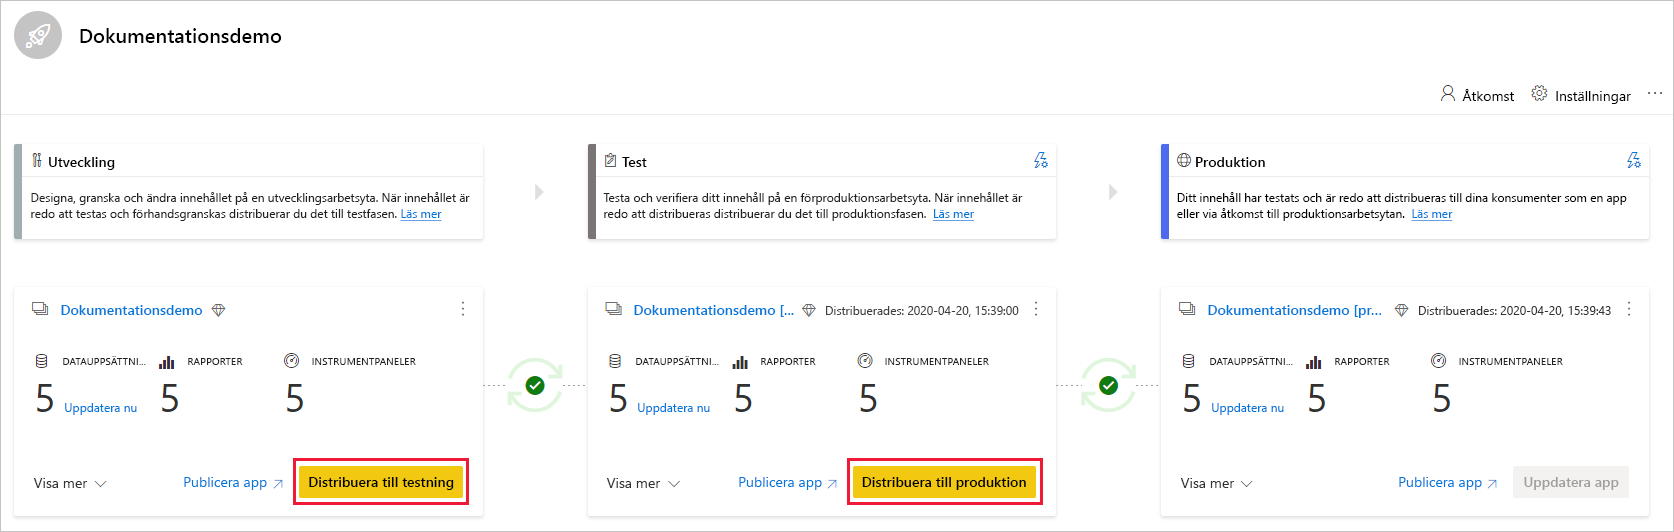 Dokumentationsdemo
Åtkomst
Inställningar
Utveckling
Designa, granska och ändra innehållet på en utvecklingsarbetsyta. När innehållet är
redo att testas och förhandsgranskas distribuerar du det till testfasen. Läs mer
Test
Testa och verifiera ditt innehåll på en förproduktionsarbetsyta. När innehållet är
redo att distribueras distribuerar du det till produktionsfasen. Läs mer
Produktion
Ditt innehåll har testats och är redo att distribueras till dina konsumenter som en app
eller via åtkomst till produktionsarbetsytan. Läs mer
Dokumentationsdemo
DATAUPPSÄTTNI...
RAPPORTER
INSTRUMENTPANELER
5
Uppdatera nu
5
5
Visa mer
Publicera app
Distribuera till testning
Dokumentationsdemo [...
Distribuerades: 2020-04-20, 15:39:00
DATAUPPSÄTTNI...
RAPPORTER
INSTRUMENTPANELER
5
Uppdatera nu
5
5
Visa mer
Publicera app
Distribuera till produktion
Dokumentationsdemo [pr...
Distribuerades: 2020-04-20, 15:39:43
DATAUPPSÄTTNI...
RAPPORTER
INSTRUMENTPANELER
5
Uppdatera nu
5
5
Visa mer
Publicera app
Uppdatera app